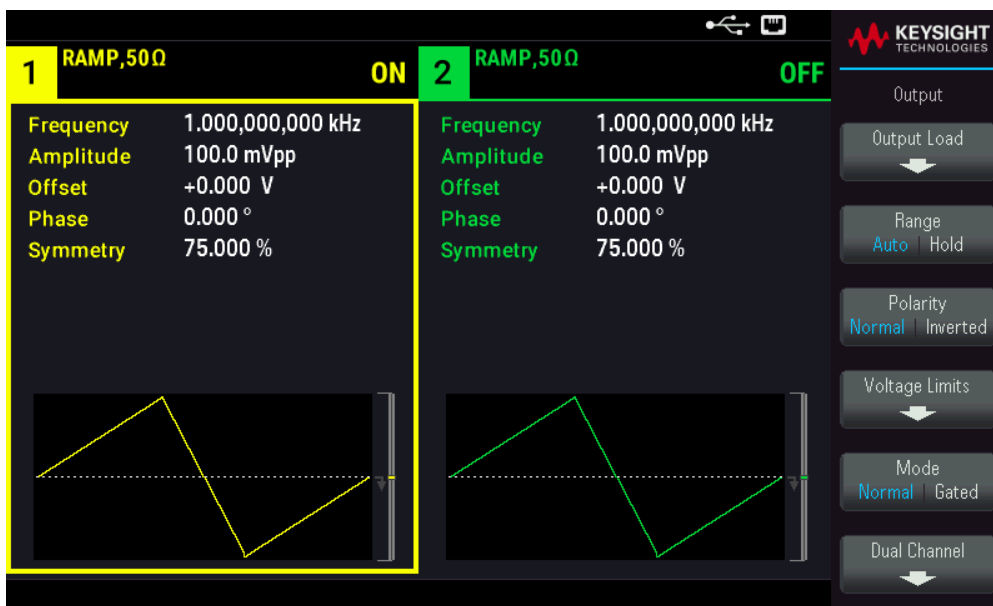 1 RAMP,50Ω ON
Frequency 1.000,000,000 kHz
Amplitude 100.0 mVpp
Offset +0.000 V
Phase 0.000 °
Symmetry 75.000 %
2 RAMP,50Ω OFF
Frequency 1.000,000,000 kHz
Amplitude 100.0 mVpp
Offset +0.000 V
Phase 0.000 °
Symmetry 75.000 %
KEYSIGHT
TECHNOLOGIES
Output
Output Load
Range
Auto | Hold
Polarity
Normal | Inverted
Voltage Limits
Mode
Normal | Gated
Dual Channel